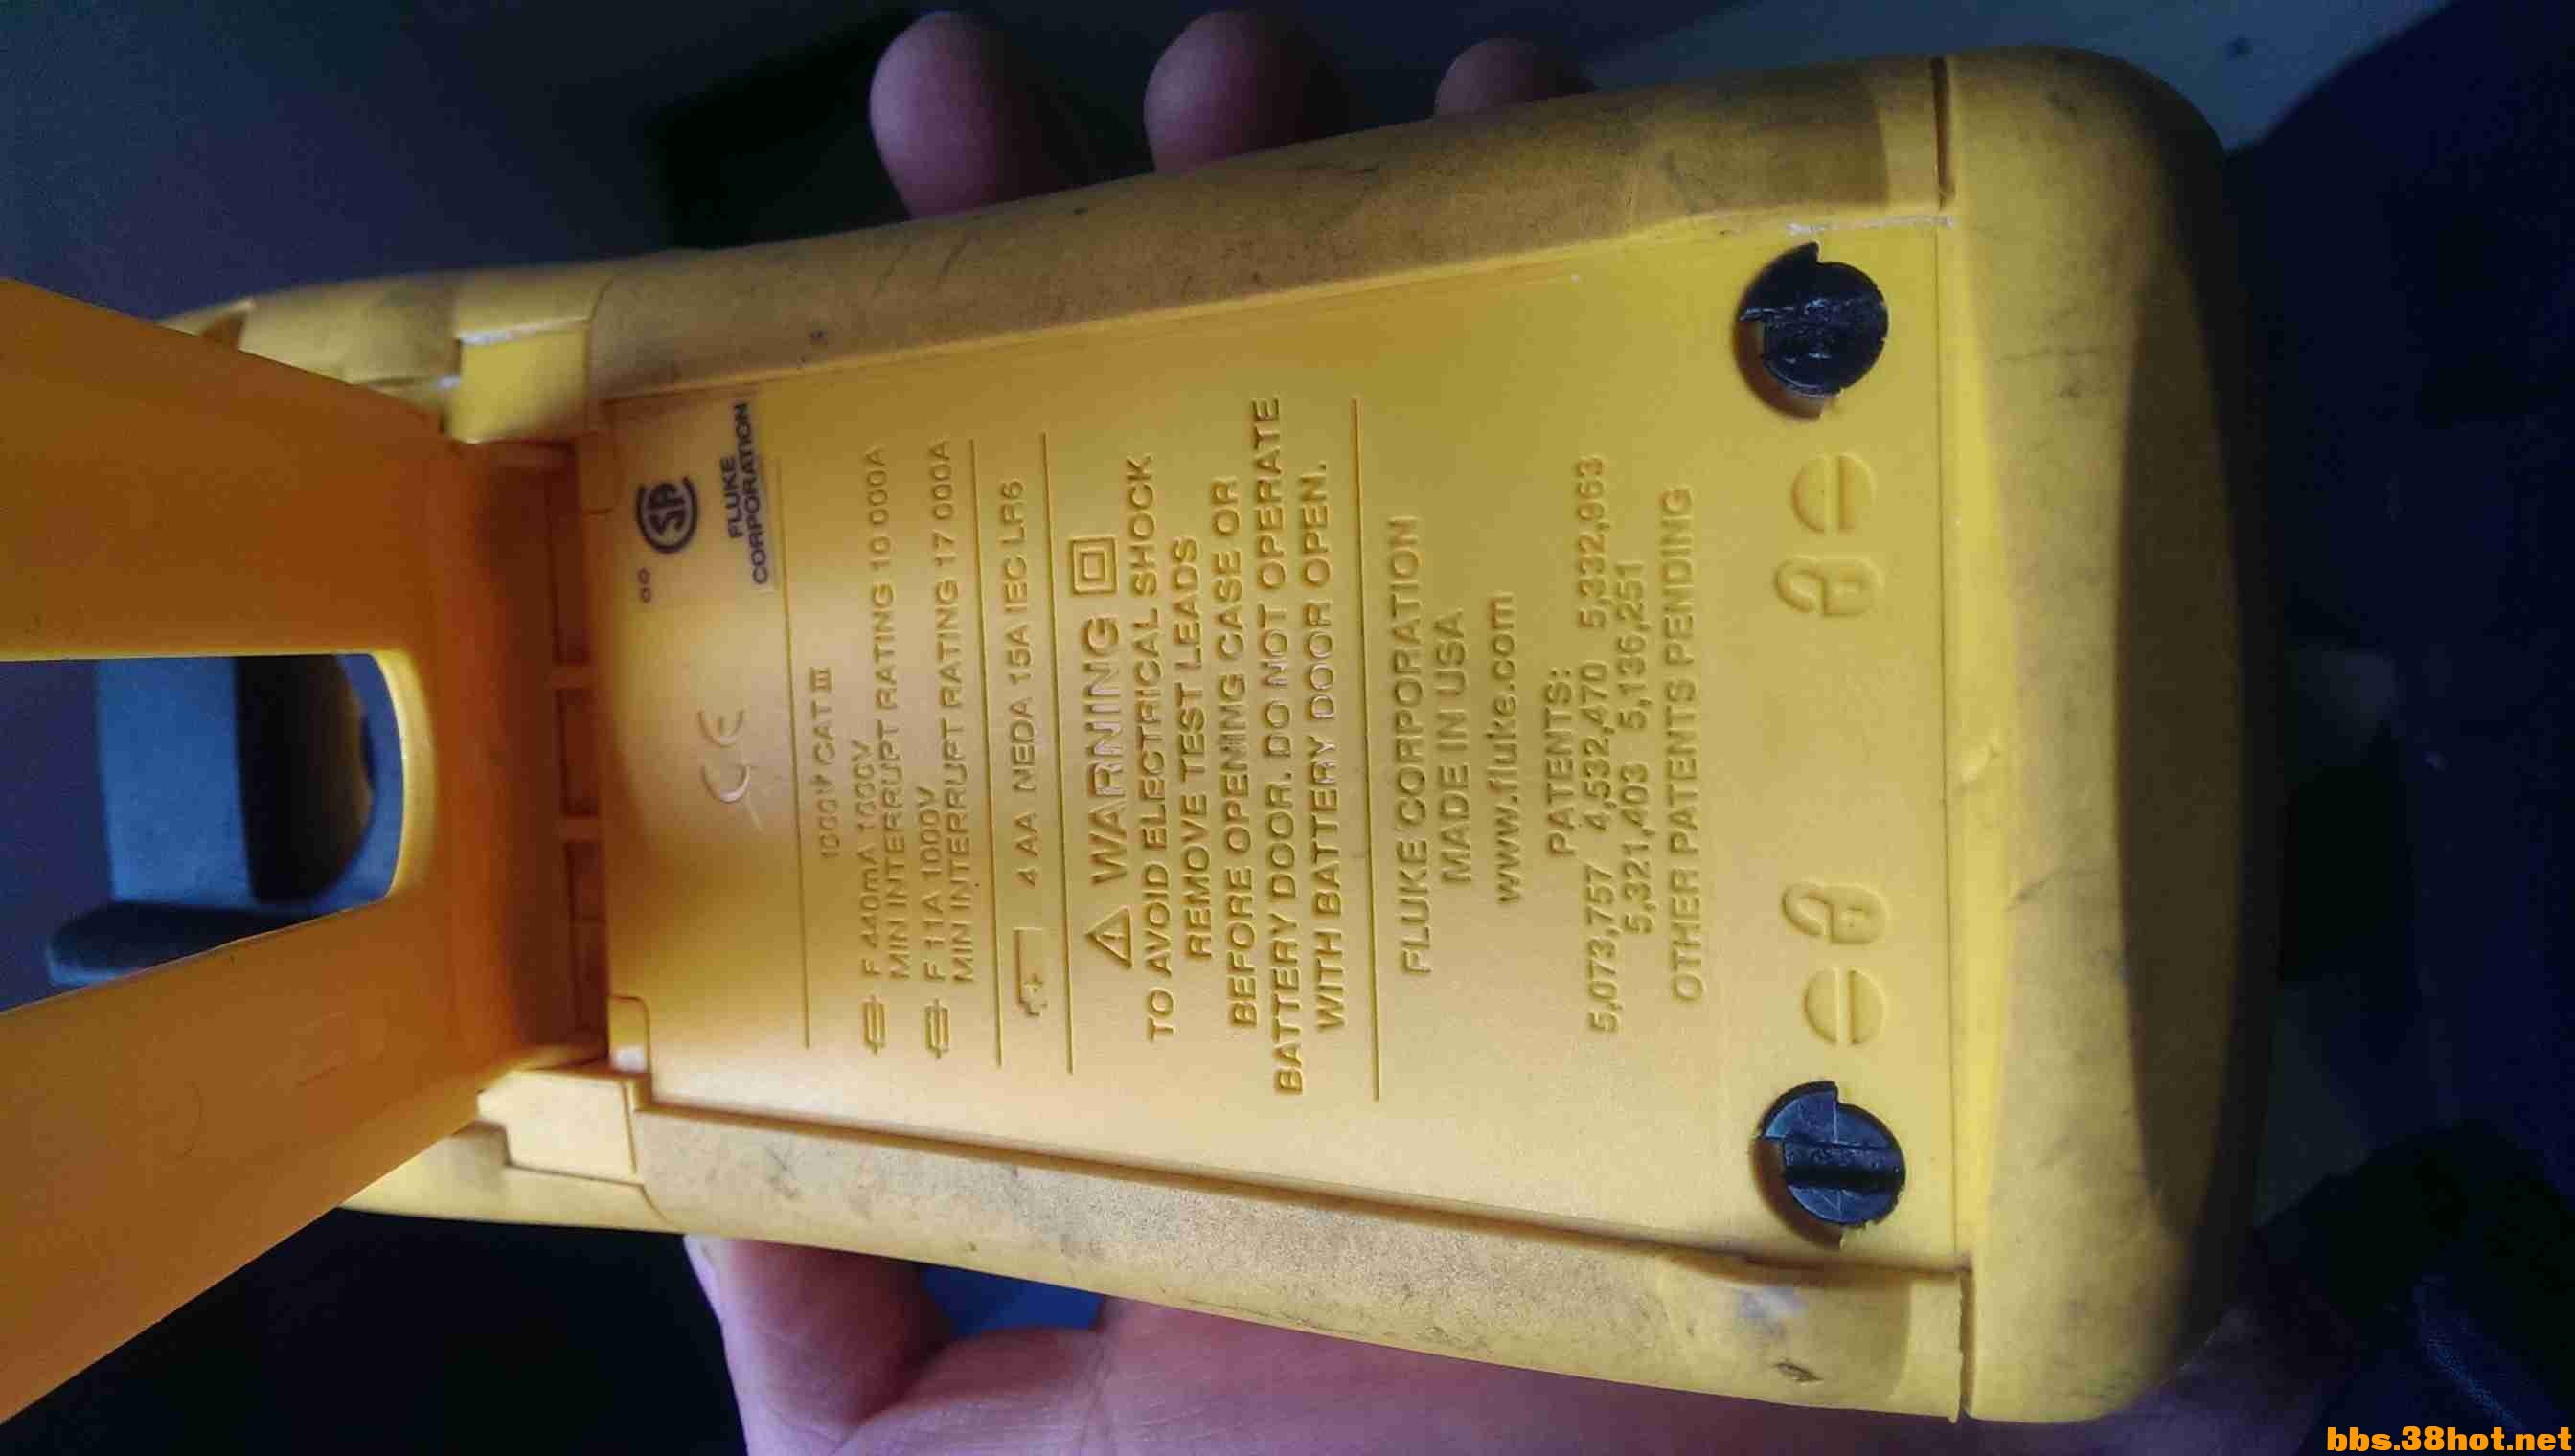 SA
FLUKE
CORPORATION
CE
1000V CAT III
F 440mA 1000V
MIN INTERRUPT RATING 10 000A
F 11A 1000V
MIN INTERRUPT RATING 17 000A
4 AA NEDA 15A IEC LR6
WARNING
TO AVOID ELECTRICAL SHOCK
REMOVE TEST LEADS
BEFORE OPENING CASE OR
BATTERY DOOR. DO NOT OPERATE
WITH BATTERY DOOR OPEN.
FLUKE CORPORATION
MADE IN USA
www.fluke.com
PATENTS:
5,073,757 4,532,470 5,332,963
5,321,403 5,136,251
OTHER PATENTS PENDING
bbs.38hot.net